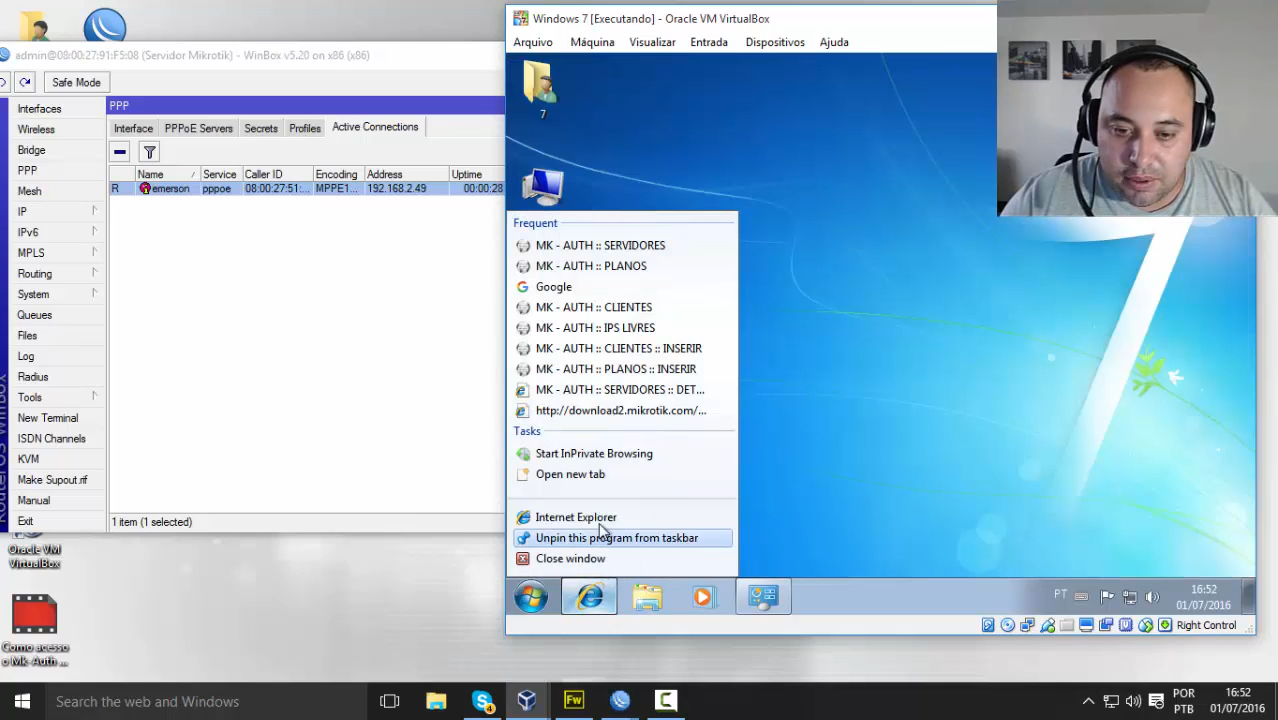 admin@08:00:27:91:F5:08 (Servidor Mikrotik) - WinBox v5.20 on x86 (x86)
Safe Mode
Interfaces
Wireless
Bridge
PPP
Mesh
IP
IPv6
MPLS
Routing
System
Queues
Files
Log
Radius
Tools
New Terminal
ISDN Channels
KVM
Make Supout.rif
Manual
Exit
RouterOS WinBox
PPP
Interface PPPoE Servers Secrets Profiles Active Connections
Name / Service Caller ID Encoding Address Uptime
R emerson pppoe 08:00:27:51:... MPPE1... 192.168.2.49 00:00:28
1 item (1 selected)
Windows 7 [Executando] - Oracle VM VirtualBox
Arquivo Máquina Visualizar Entrada Dispositivos Ajuda
7
Frequent
MK - AUTH :: SERVIDORES
MK - AUTH :: PLANOS
Google
MK - AUTH :: CLIENTES
MK - AUTH :: IPS LIVRES
MK - AUTH :: CLIENTES :: INSERIR
MK - AUTH :: PLANOS :: INSERIR
MK - AUTH :: SERVIDORES :: DET...
http://download2.mikrotik.com/...
Tasks
Start InPrivate Browsing
Open new tab
Internet Explorer
Unpin this program from taskbar
Close window
PT
16:52
01/07/2016
Right Control
Oracle VM
VirtualBox
Como acesso
o Mk-Auth ...
Search the web and Windows
4
Fw
POR
PTB
16:52
01/07/2016